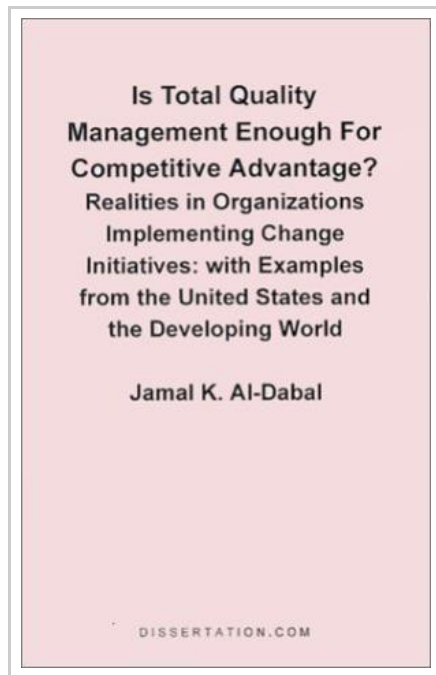 Is Total Quality
Management Enough For
Competitive Advantage?
Realities in Organizations
Implementing Change
Initiatives: with Examples
from the United States and
the Developing World
Jamal K. Al-Dabal
DISSERTATION.COM